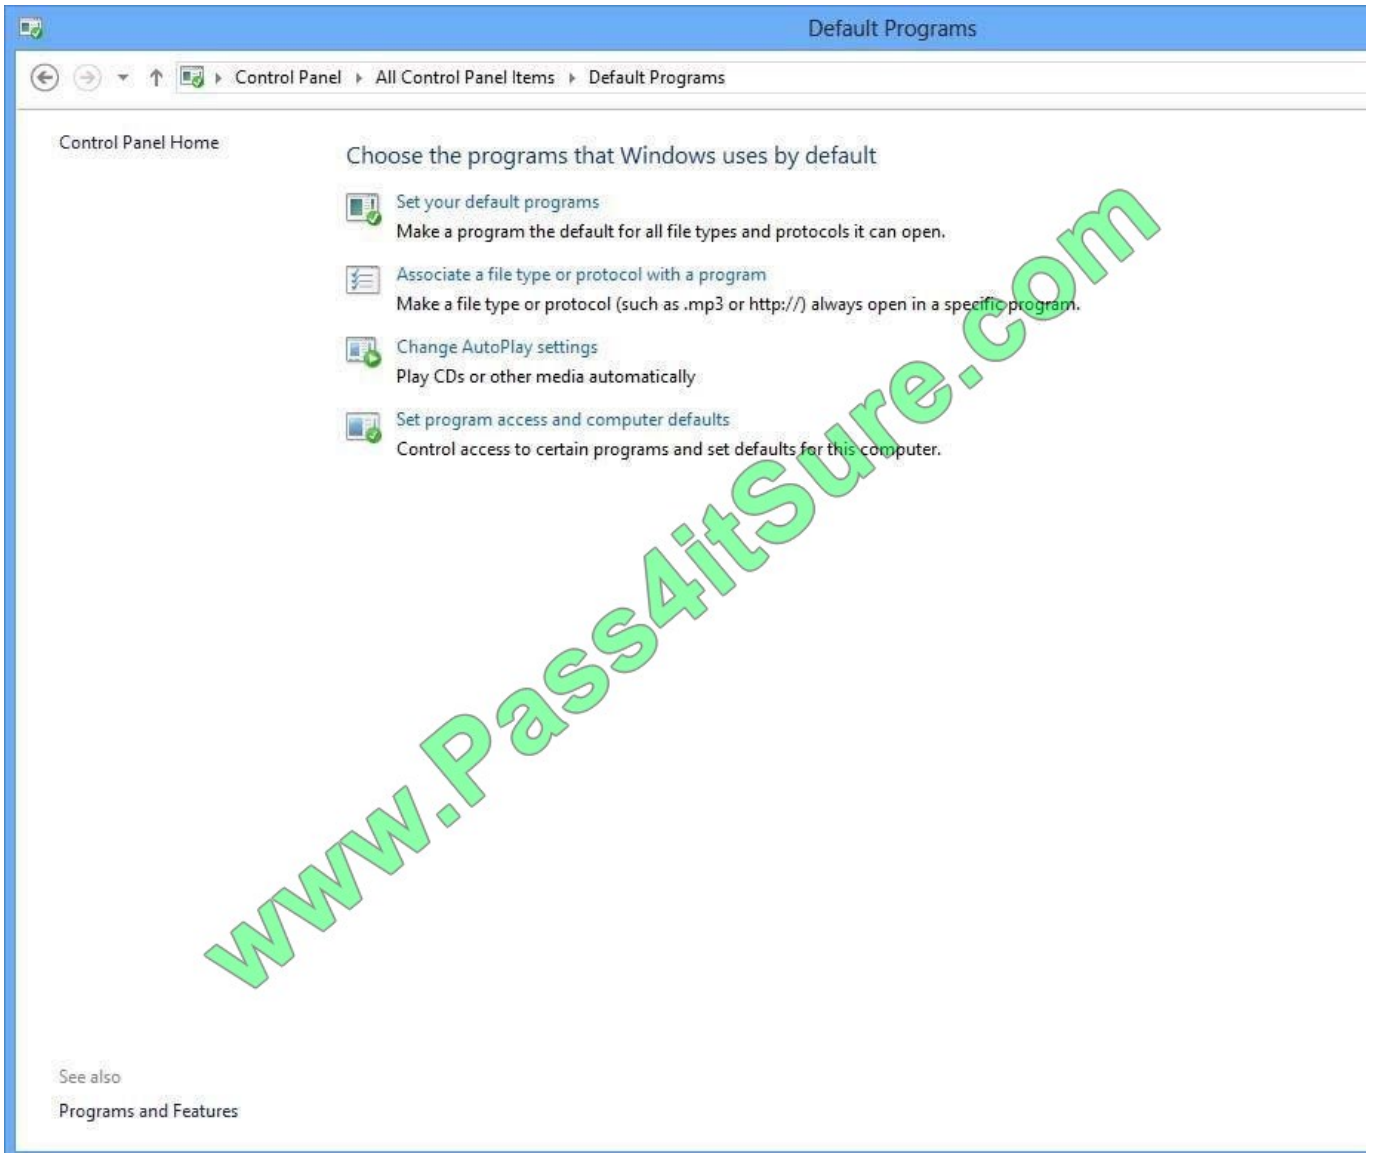 Default Programs
Control Panel All Control Panel Items Default Programs
Control Panel Home
Choose the programs that Windows uses by default
Set your default programs
Make a program the default for all file types and protocols it can open.
Associate a file type or protocol with a program
Make a file type or protocol (such as .mp3 or http://) always open in a specific program.
Change AutoPlay settings
Play CDs or other media automatically
Set program access and computer defaults
Control access to certain programs and set defaults for this computer.
www.Pass4itSure.com
See also
Programs and Features